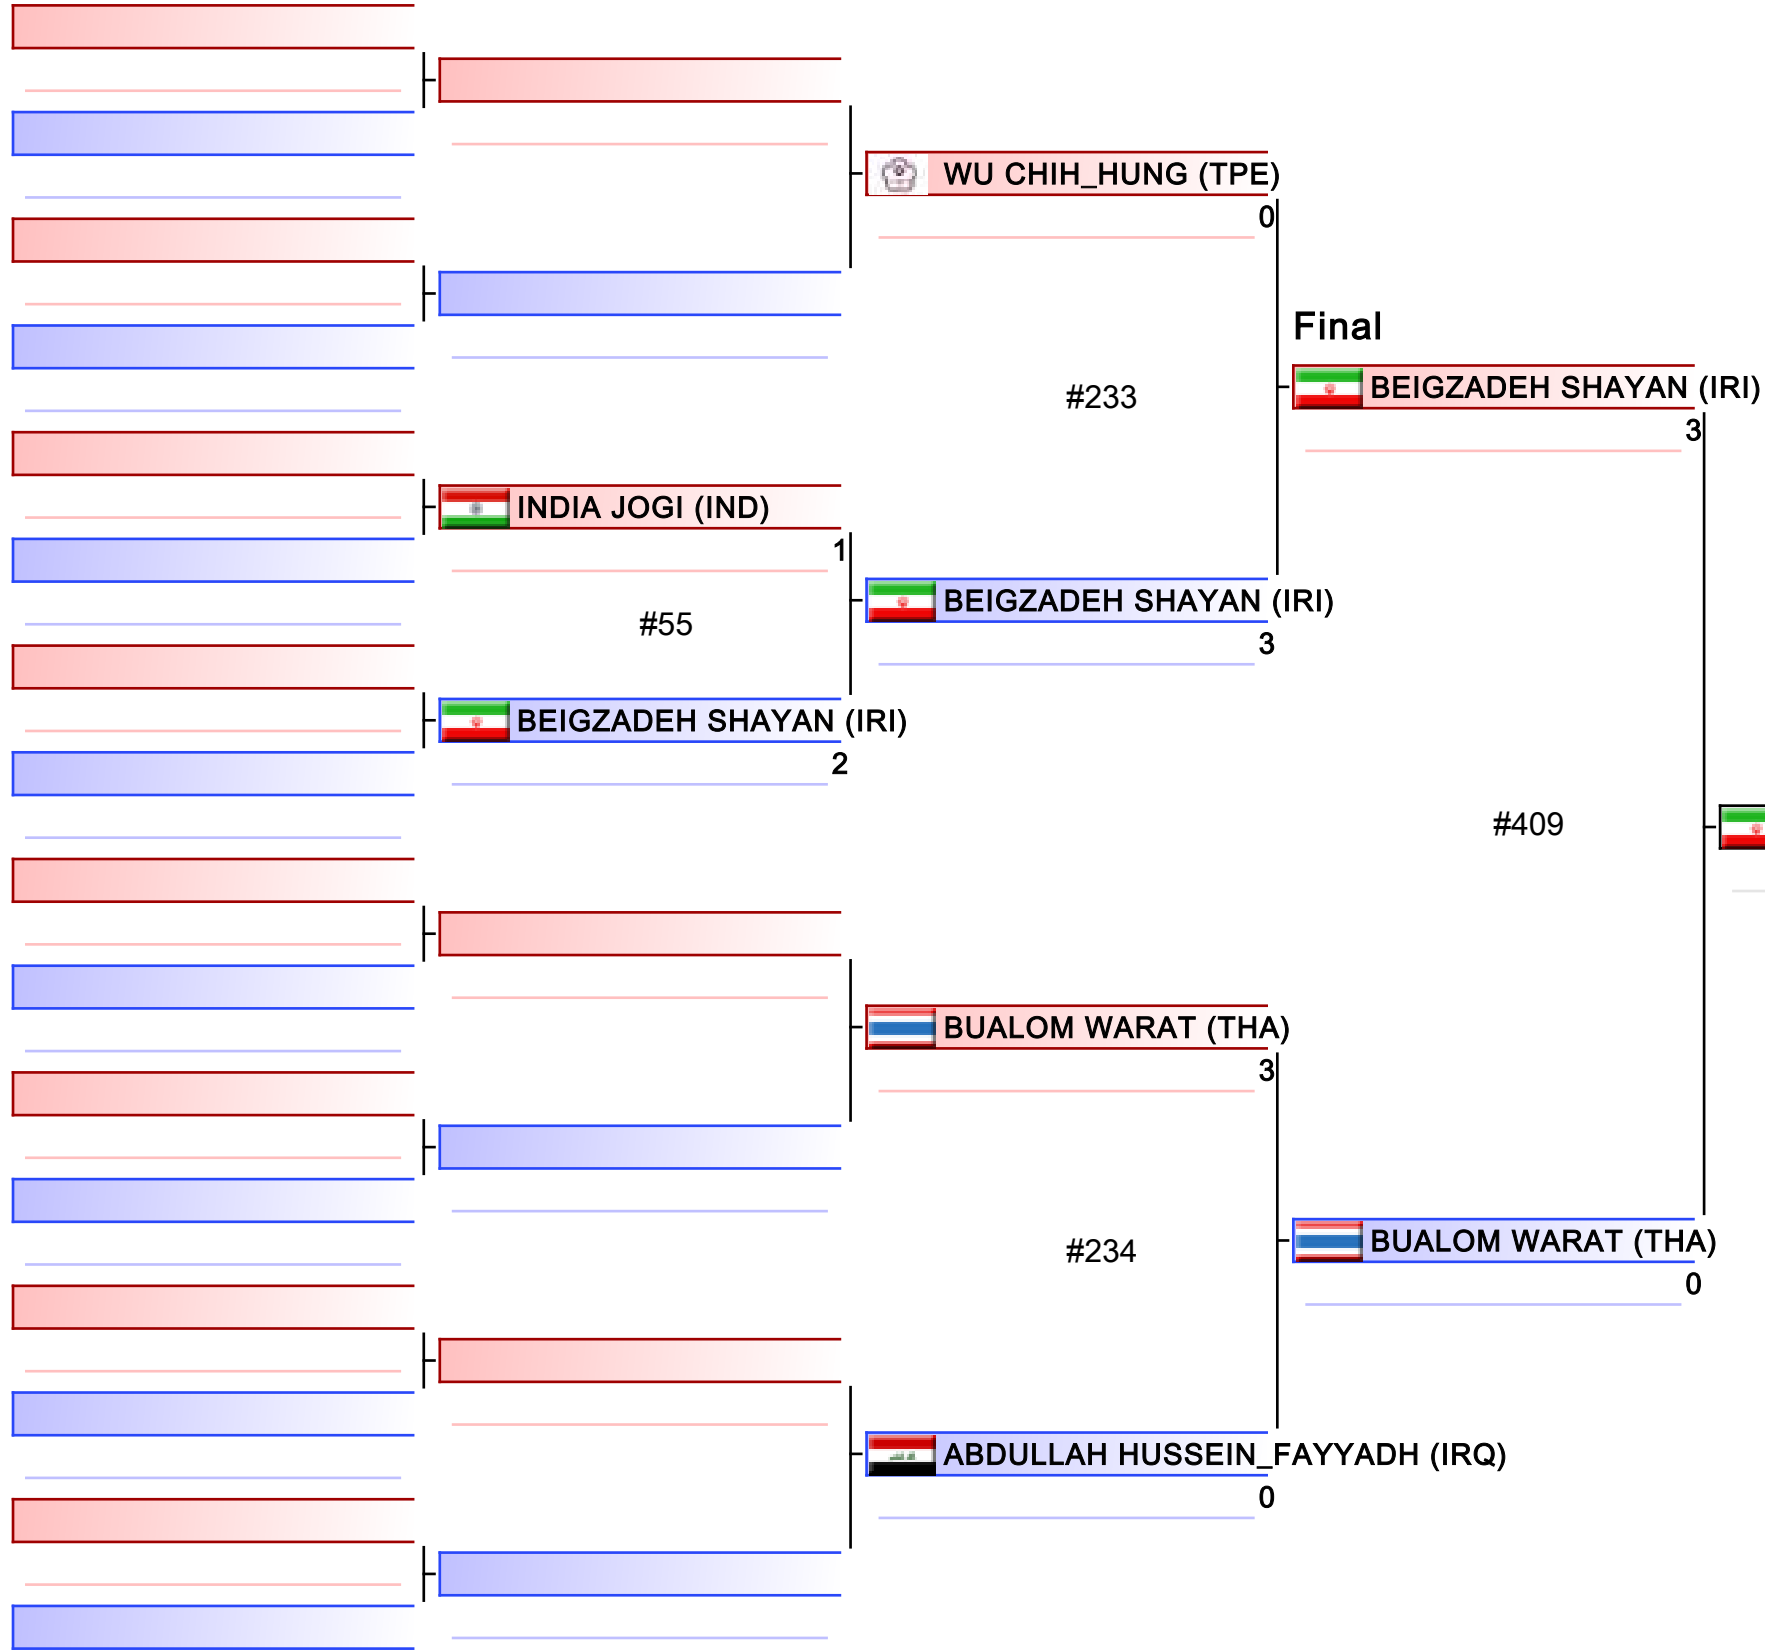 WU CHIH_HUNG (TPE)
0
Final
#233
BEIGZADEH SHAYAN (IRI)
3
INDIA JOGI (IND)
1
#55
BEIGZADEH SHAYAN (IRI)
3
BEIGZADEH SHAYAN (IRI)
2
#409
BUALOM WARAT (THA)
3
#234
BUALOM WARAT (THA)
0
ABDULLAH HUSSEIN_FAYYADH (IRQ)
0